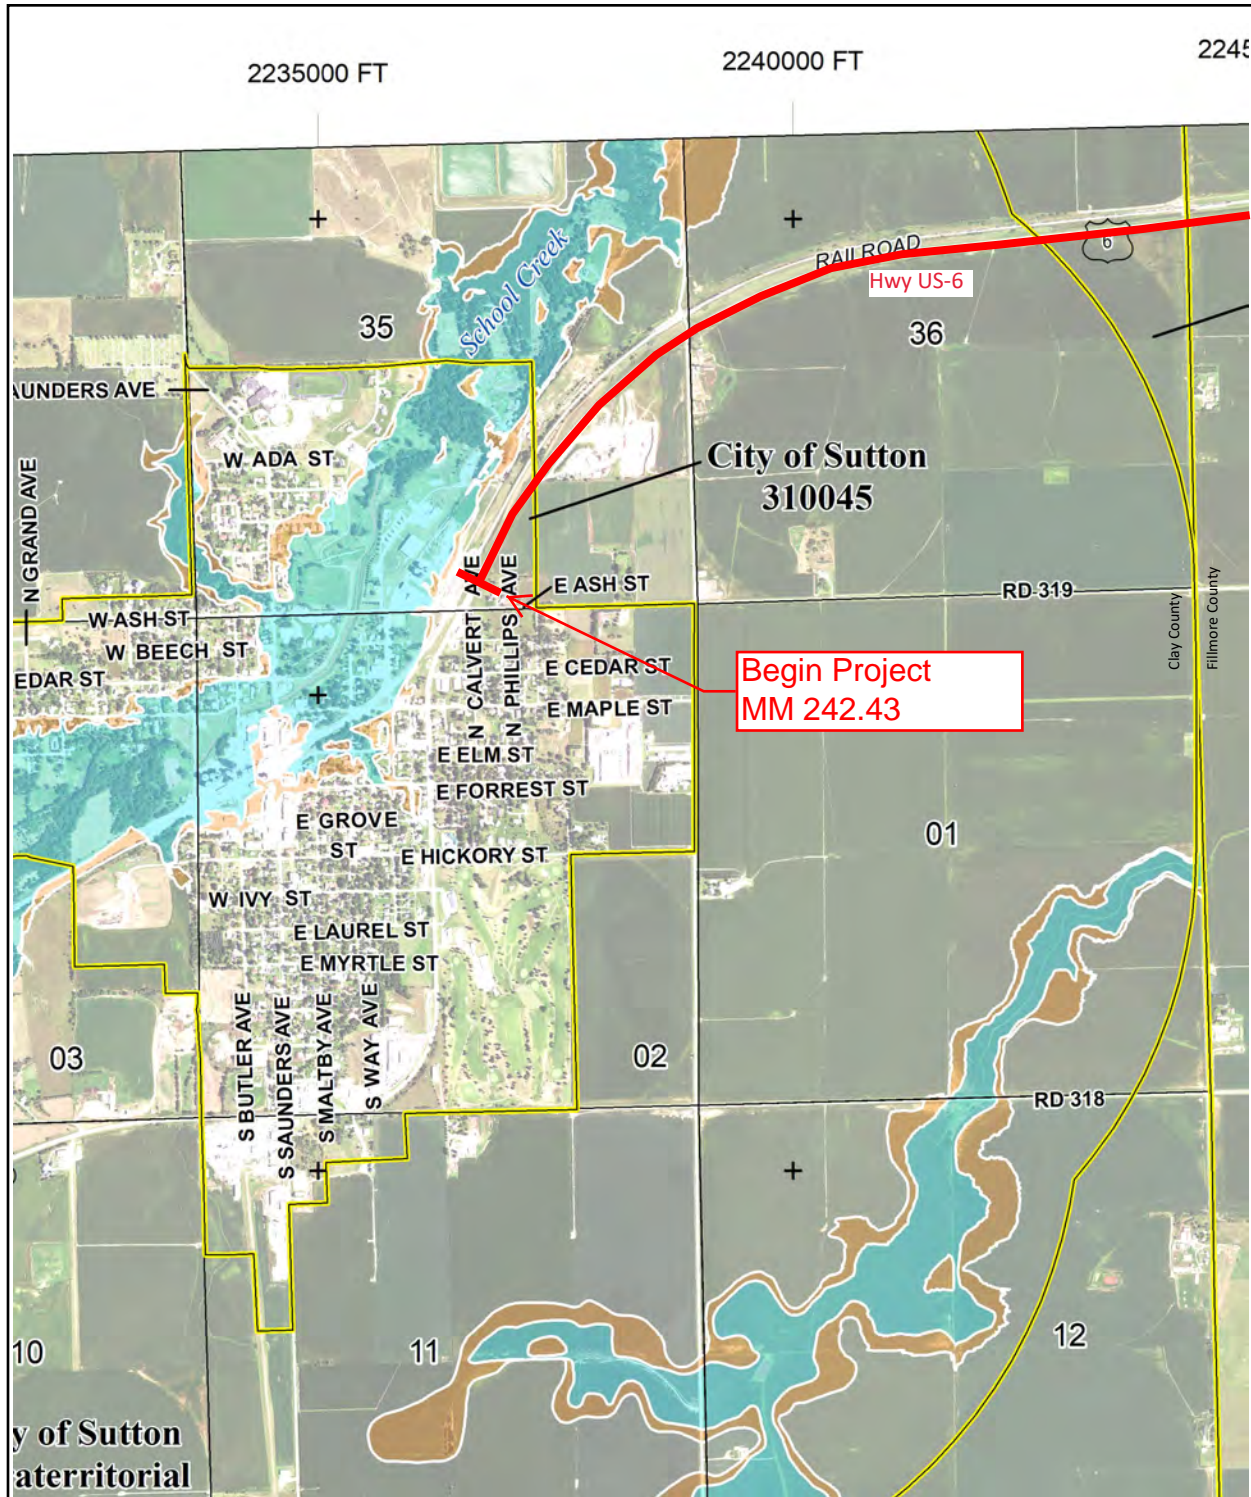 2235000 FT
2240000 FT
2245
School Creek
RAILROAD
6
Hwy US-6
35
36
AUNDERS AVE
W ADA ST
City of Sutton
310045
N GRAND AVE
N CALVERT AVE
N PHILLIPS AVE
E ASH ST
RD 319
W ASH ST
W BEECH ST
EDAR ST
E CEDAR ST
E MAPLE ST
Clay County
Fillmore County
Begin Project
MM 242.43
E ELM ST
E FORREST ST
E GROVE
ST
E HICKORY ST
01
W IVY ST
E LAUREL ST
E MYRTLE ST
S BUTLER AVE
S SAUNDERS AVE
S MALTBY AVE
S WAY AVE
03
02
RD 318
10
11
12
y of Sutton
aterritorial